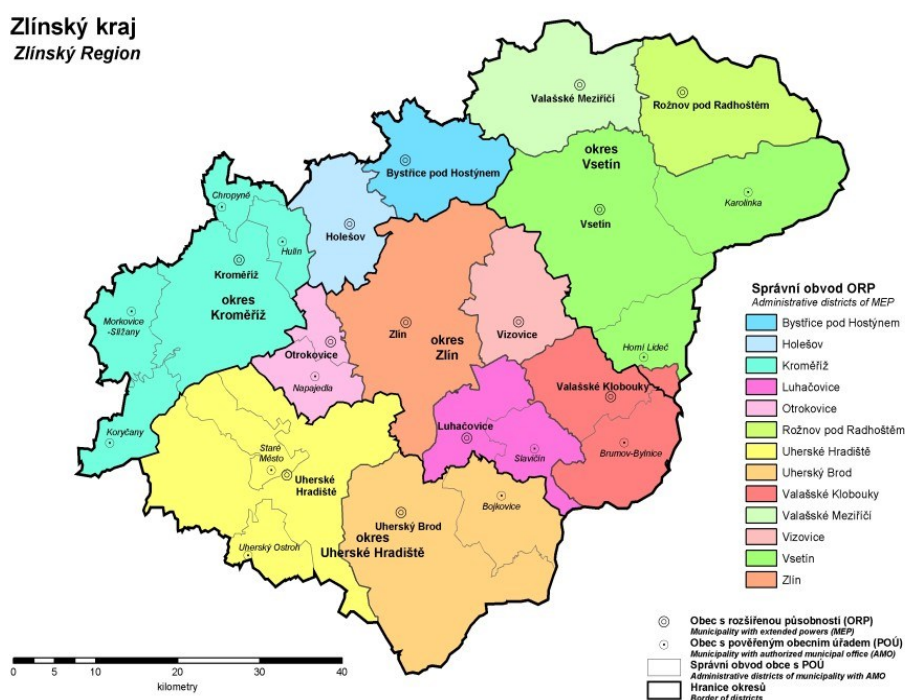 Zlínský kraj
Zlínský Region
Valašské Meziříčí
Rožnov pod Radhoštěm
okres
Vsetín
Bystřice pod Hostýnem
Chropyně
Karolinka
Holešov
Vsetín
Hulín
Kroměříž
okres
Kroměříž
Morkovice
-Slížany
Zlín
okres
Zlín
Vizovice
Otrokovice
Horní Lideč
Napajedla
Valašské Klobouky
Luhačovice
Koryčany
Staré
Město
Slavičín
Brumov-Bylnice
Uherské
Hradiště
Bojkovice
Uherský Brod
okres
Uherské Hradiště
Uherský Ostroh
Správní obvod ORP
Administrative districts of MEP
Bystřice pod Hostýnem
Holešov
Kroměříž
Luhačovice
Otrokovice
Rožnov pod Radhoštěm
Uherské Hradiště
Uherský Brod
Valašské Klobouky
Valašské Meziříčí
Vizovice
Vsetín
Zlín
Obec s rozšířenou působností (ORP)
Municipality with extended powers (MEP)
Obec s pověřeným obecním úřadem (POÚ)
Municipality with authorized municipal office (AMO)
Správní obvod obce s POÚ
Administrative districts of municipality with AMO
Hranice okresů
Border of districts
0 5 10 20 30 40
kilometry